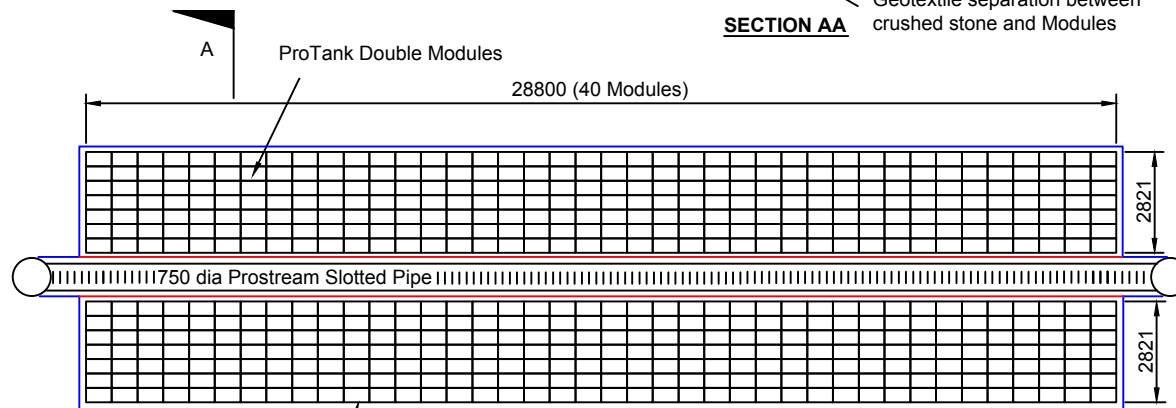 Geotextile separation between
SECTION AA crushed stone and Modules
A
ProTank Double Modules
28800 (40 Modules)
2821
750 dia Prostream Slotted Pipe
2821